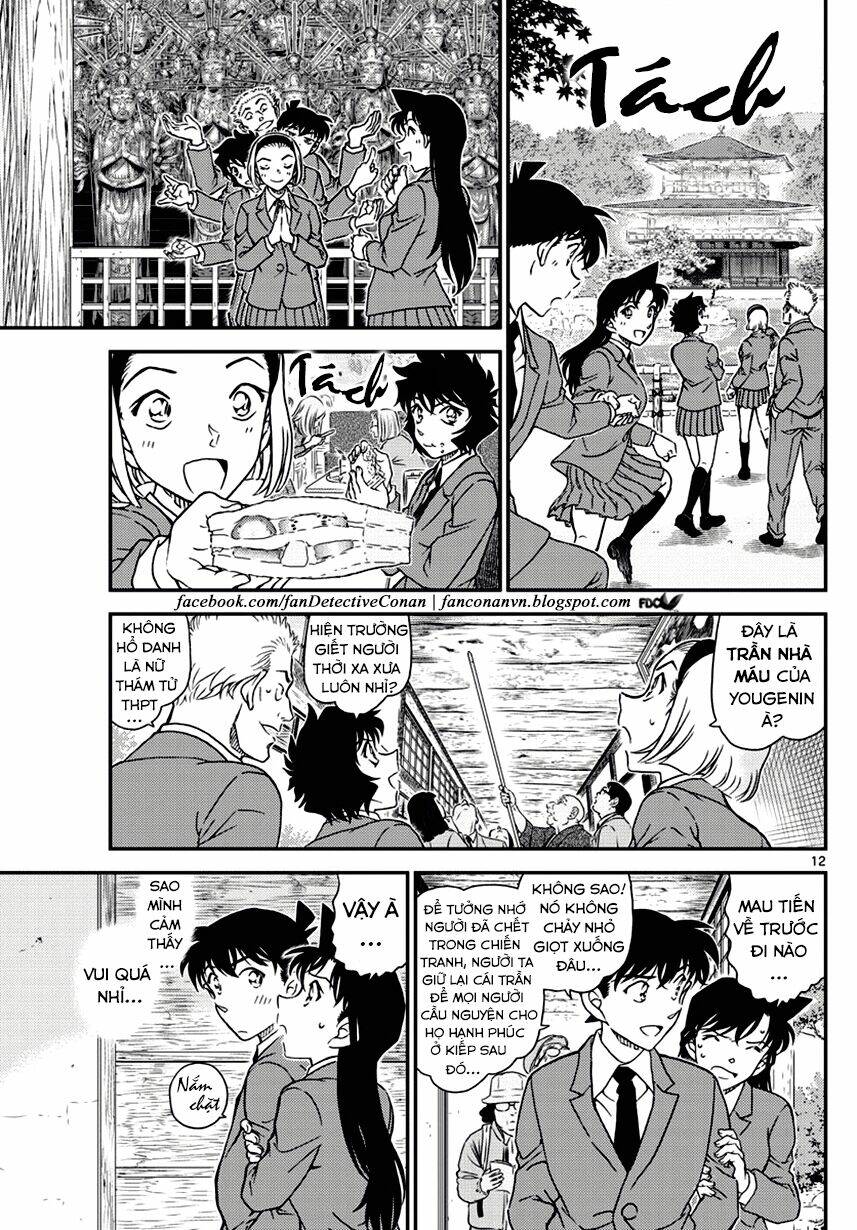 Tách
Tách
facebook.com/fanDetectiveConan | fanconanvn.blogspot.com
FDC
ĐÂY LÀ
TRẦN NHÀ
MÁU CỦA
YOUGENIN
À?
HIỆN TRƯỜNG
GIẾT NGƯỜI
THỜI XA XƯA
LUÔN NHỈ?
KHÔNG
HỔ DANH
LÀ NỮ
THÁM TỬ
THPT
...
12
MAU TIẾN
VỀ TRƯỚC
ĐI NÀO
...
KHÔNG SAO!
NÓ KHÔNG
CHẢY NHỎ
GIỌT XUỐNG
ĐÂU...
ĐỂ TƯỞNG NHỚ
NGƯỜI ĐÃ CHẾT
TRONG CHIẾN
TRANH, NGƯỜI TA
GIỮ LẠI CÁI TRẦN
ĐỂ MỌI NGƯỜI
CẦU NGUYỆN CHO
HỌ HẠNH PHÚC
Ở KIẾP SAU
ĐÓ...
VẬY À
...
SAO
MÌNH
CẢM
THẤY
...
VUI QUÁ
NHỈ...
Nắm
chặt